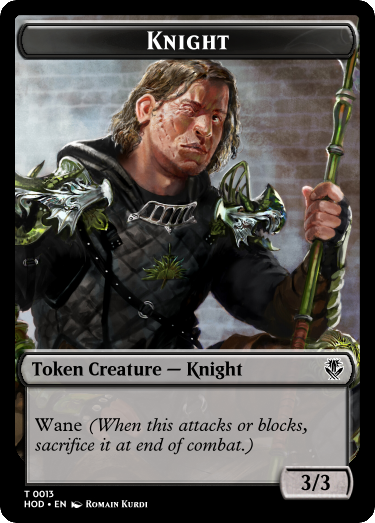 Knight
Token Creature — Knight
Wane (When this attacks or blocks,
sacrifice it at end of combat.)
3/3
T 0013
HOD • EN Romain Kurdi